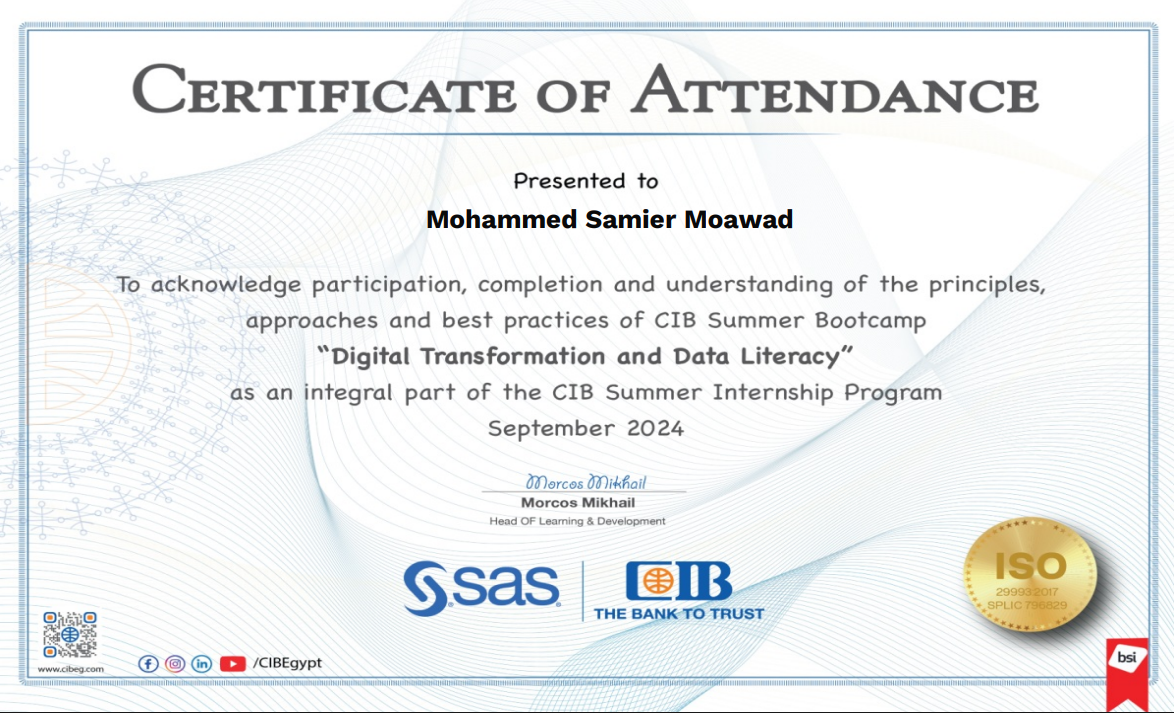 CERTIFICATE OF ATTENDANCE
Presented to
Mohammed Samier Moawad
To acknowledge participation, completion and understanding of the principles,
approaches and best practices of CIB Summer Bootcamp
“Digital Transformation and Data Literacy”
as an integral part of the CIB Summer Internship Program
September 2024
Morcos Mikhail
Morcos Mikhail
Head OF Learning & Development
sas
CIB
THE BANK TO TRUST
ISO
29993:2017
SPLIC 796829
www.cibeg.com
/CIBEgypt
bsi